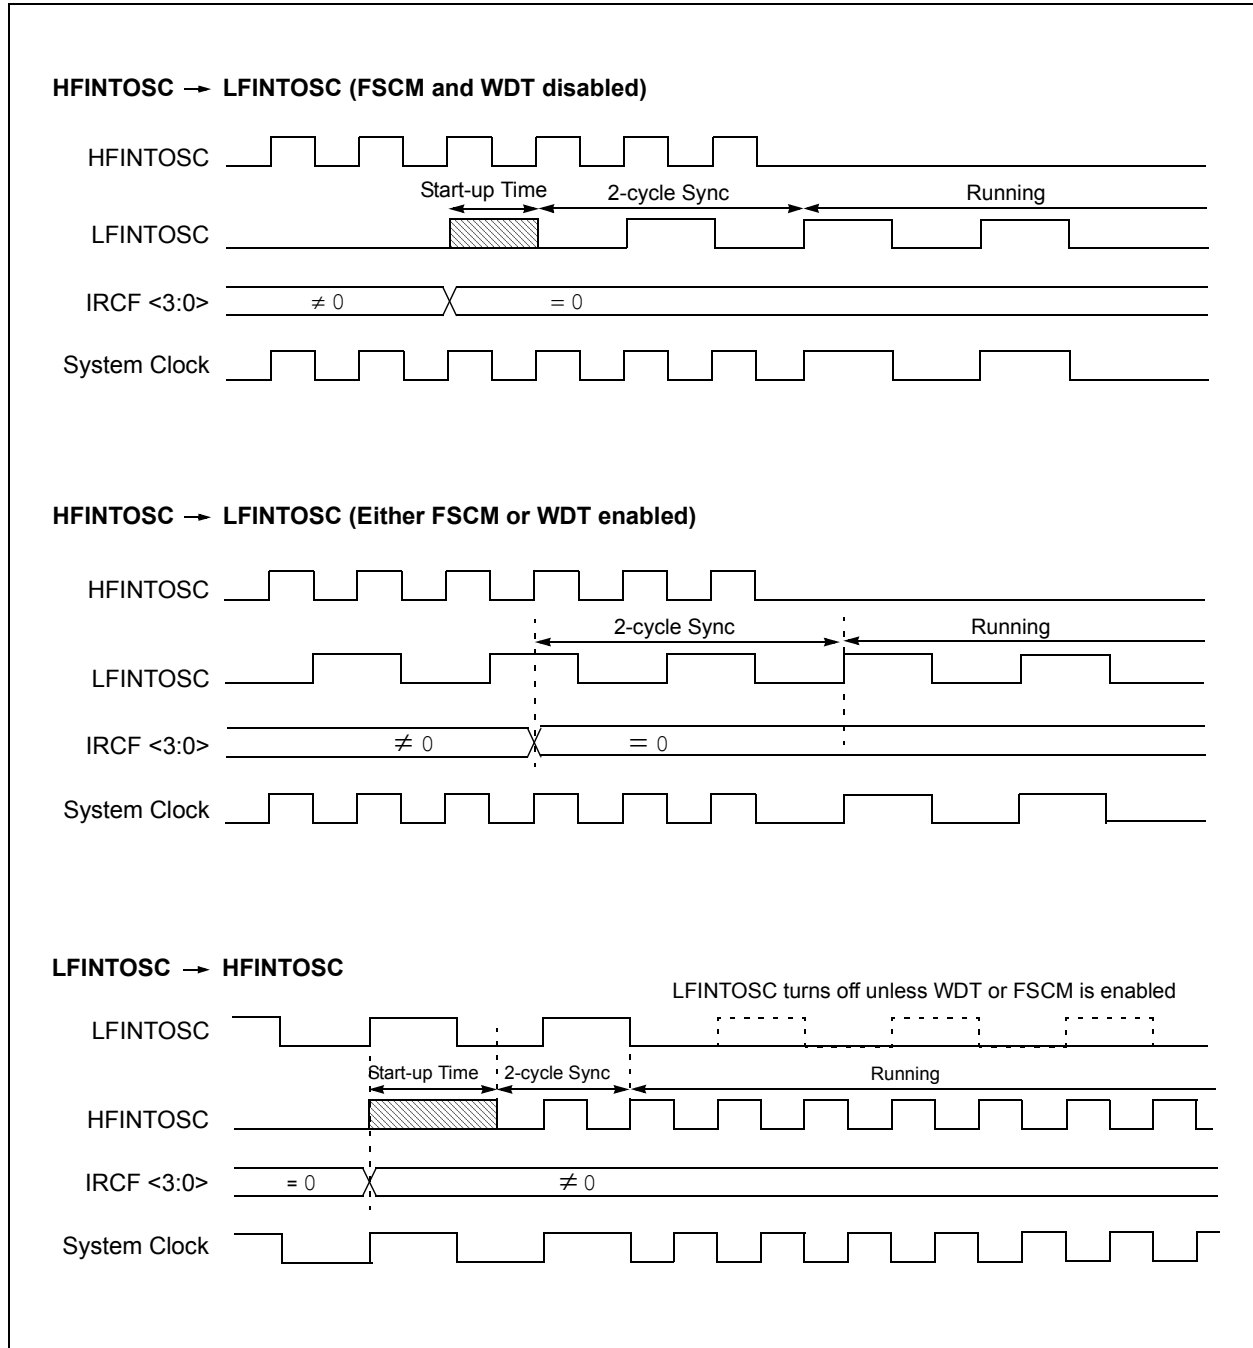 HFINTOSC → LFINTOSC (FSCM and WDT disabled)
HFINTOSC
Start-up Time 2-cycle Sync Running
LFINTOSC
IRCF <3:0> ≠ 0 = 0
System Clock
HFINTOSC → LFINTOSC (Either FSCM or WDT enabled)
HFINTOSC
2-cycle Sync Running
LFINTOSC
IRCF <3:0> ≠ 0 = 0
System Clock
LFINTOSC → HFINTOSC
LFINTOSC turns off unless WDT or FSCM is enabled
LFINTOSC
Start-up Time 2-cycle Sync Running
HFINTOSC
IRCF <3:0> = 0 ≠ 0
System Clock